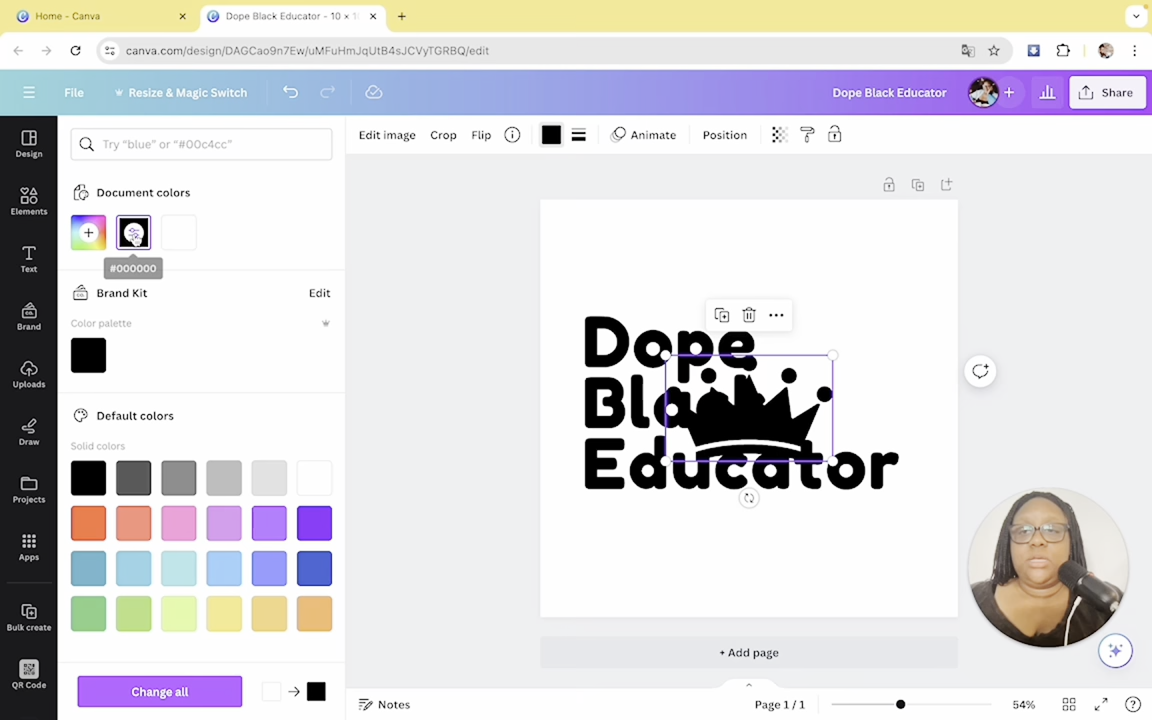 Home - Canva
Dope Black Educator - 10 × 1
canva.com/design/DAGCao9n7Ew/uMFuHmJqUtB4sJCVyTGRBQ/edit
File
Resize & Magic Switch
Dope Black Educator
Share
Design
Elements
Text
Brand
Uploads
Draw
Projects
Apps
Bulk create
QR Code
Try “blue” or “#00c4cc”
Document colors
#000000
Brand Kit
Edit
Color palette
Default colors
Solid colors
Change all
Edit image
Crop
Flip
Animate
Position
Dope
Black
Educator
+ Add page
Notes
Page 1 / 1
54%